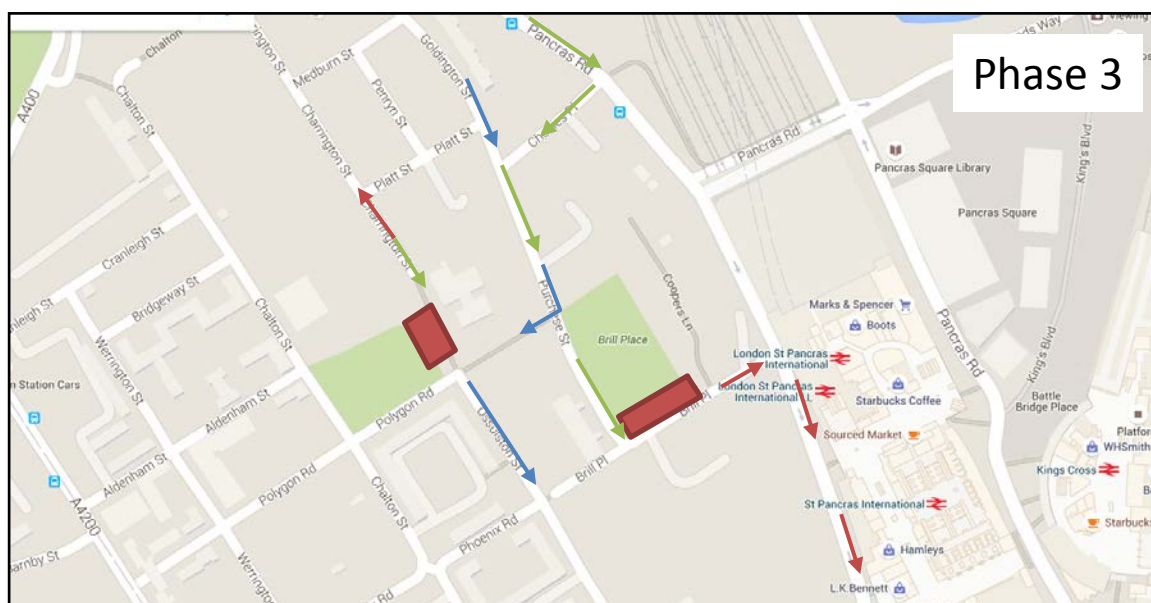 Phase 3
Pancras Rd
Viewing
Goldington St
Medburn St
Chalton
Chalton St
Charrington St
Penryn St
Platt St
Platt St
A400
Pancras Rd
Pancras Square Library
King's Blvd
Pancras Square
Charrington St
Cranleigh St
Bridgeway St
Chalton St
Werrington St
Purchese St
Coopers Ln
Brill Place
Marks & Spencer
Boots
London St Pancras
International
London St Pancras
International
Starbucks Coffee
Pancras Rd
King's Blvd
Battle
Bridge Place
n Station Cars
Aldenham St
Polygon Rd
Brill Pl
Sourced Market
Platform
WHSmith
Kings Cross
Aldenham St
Polygon Rd
Ossulston St
Brill Pl
Chalton St
Phoenix Rd
St Pancras International
Starbucks
A4200
Hamleys
L.K.Bennett